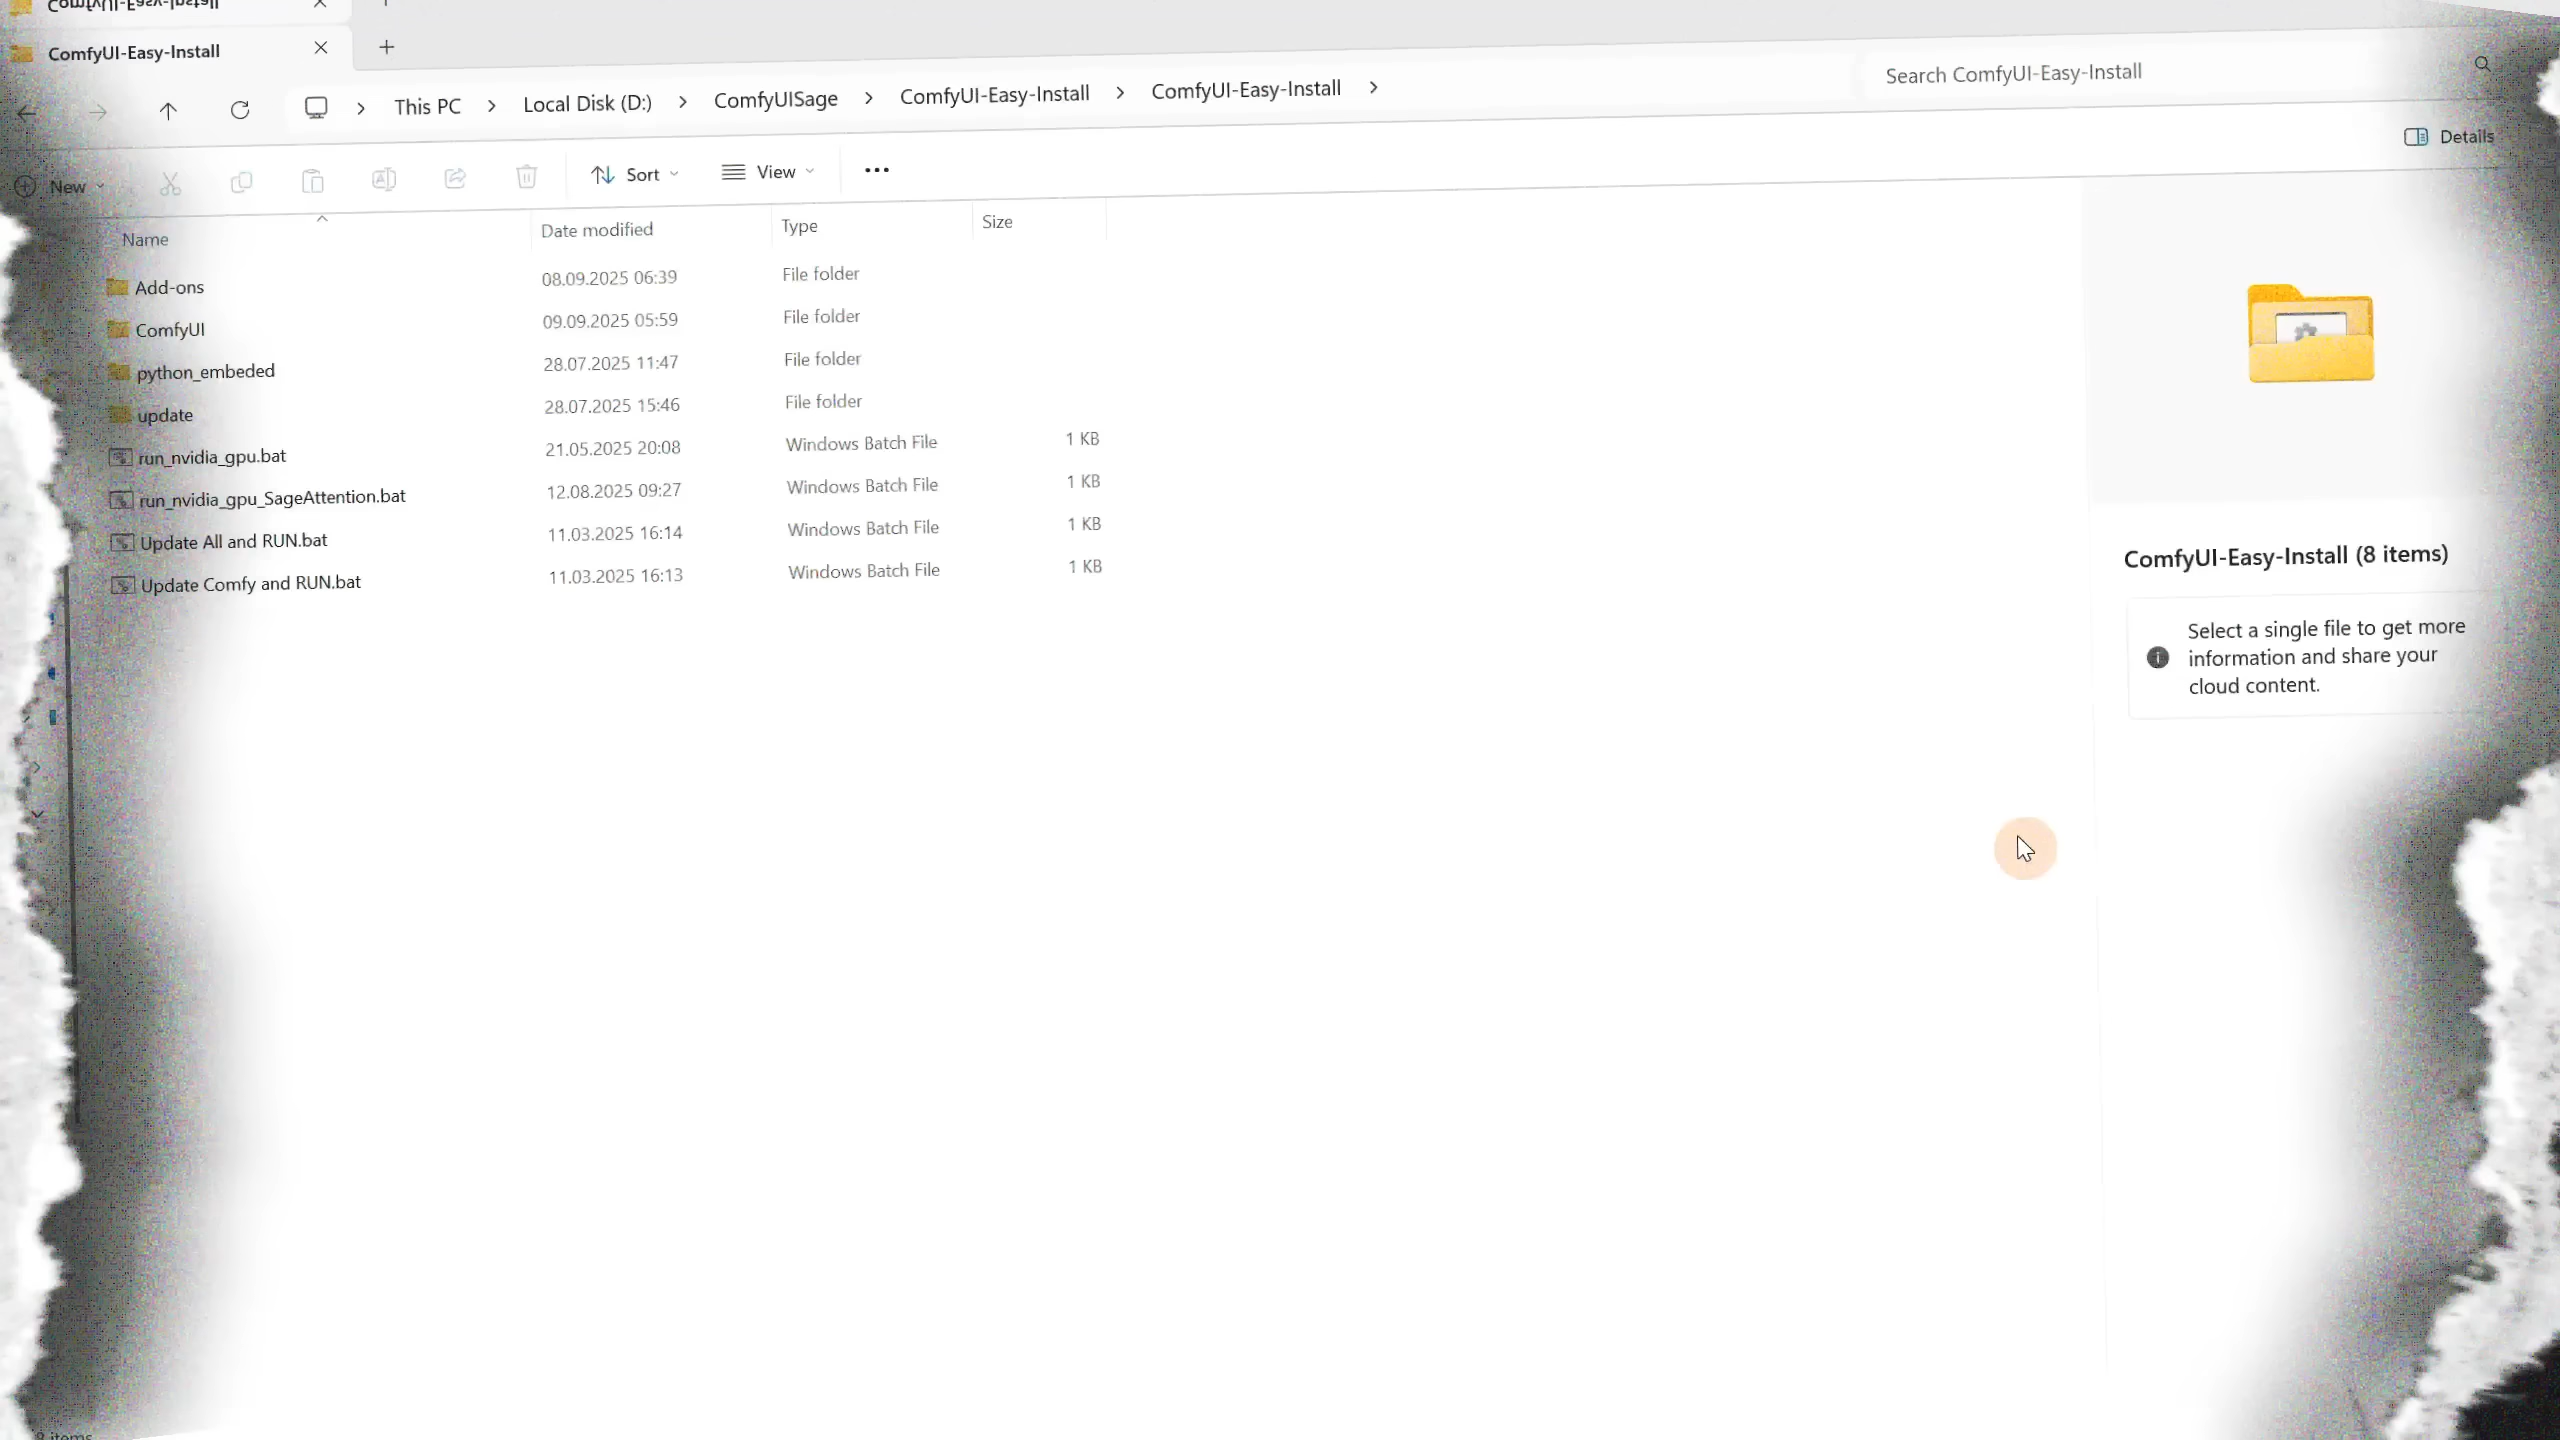 ComfyUI-Easy-Install
ComfyUI-Easy-Install
This PC > Local Disk (D:) > ComfyUISage > ComfyUI-Easy-Install > ComfyUI-Easy-Install >
Search ComfyUI-Easy-Install
New
Sort
View
Details
Name Date modified Type Size
Add-ons 08.09.2025 06:39 File folder
ComfyUI 09.09.2025 05:59 File folder
python_embeded 28.07.2025 11:47 File folder
update 28.07.2025 15:46 File folder
run_nvidia_gpu.bat 21.05.2025 20:08 Windows Batch File 1 KB
run_nvidia_gpu_SageAttention.bat 12.08.2025 09:27 Windows Batch File 1 KB
Update All and RUN.bat 11.03.2025 16:14 Windows Batch File 1 KB
Update Comfy and RUN.bat 11.03.2025 16:13 Windows Batch File 1 KB
ComfyUI-Easy-Install (8 items)
Select a single file to get more
information and share your
cloud content.
8 items